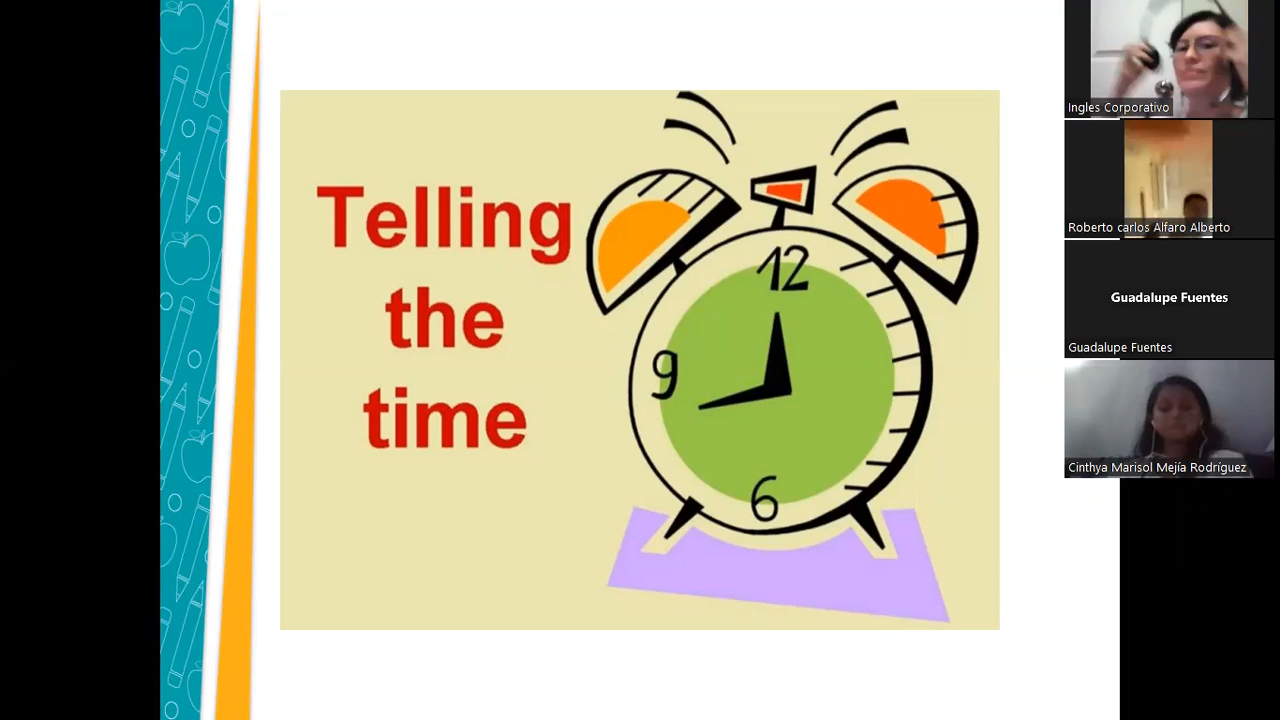 Telling
the
time
12
9
6
Ingles Corporativo
Roberto carlos Alfaro Alberto
Guadalupe Fuentes
Guadalupe Fuentes
Cinthya Marisol Mejía Rodríguez